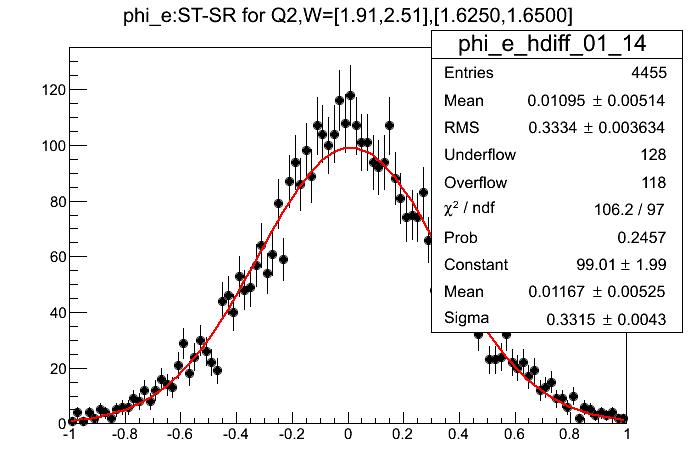 phi_e:ST-SR for Q2,W=[1.91,2.51],[1.6250,1.6500]
phi_e_hdiff_01_14
Entries 4455
Mean 0.01095 ± 0.00514
RMS 0.3334 ± 0.003634
Underflow 128
Overflow 118
χ² / ndf 106.2 / 97
Prob 0.2457
Constant 99.01 ± 1.99
Mean 0.01167 ± 0.00525
Sigma 0.3315 ± 0.0043
120
100
80
60
40
20
0
-1 -0.8 -0.6 -0.4 -0.2 0 0.2 0.4 0.6 0.8 1